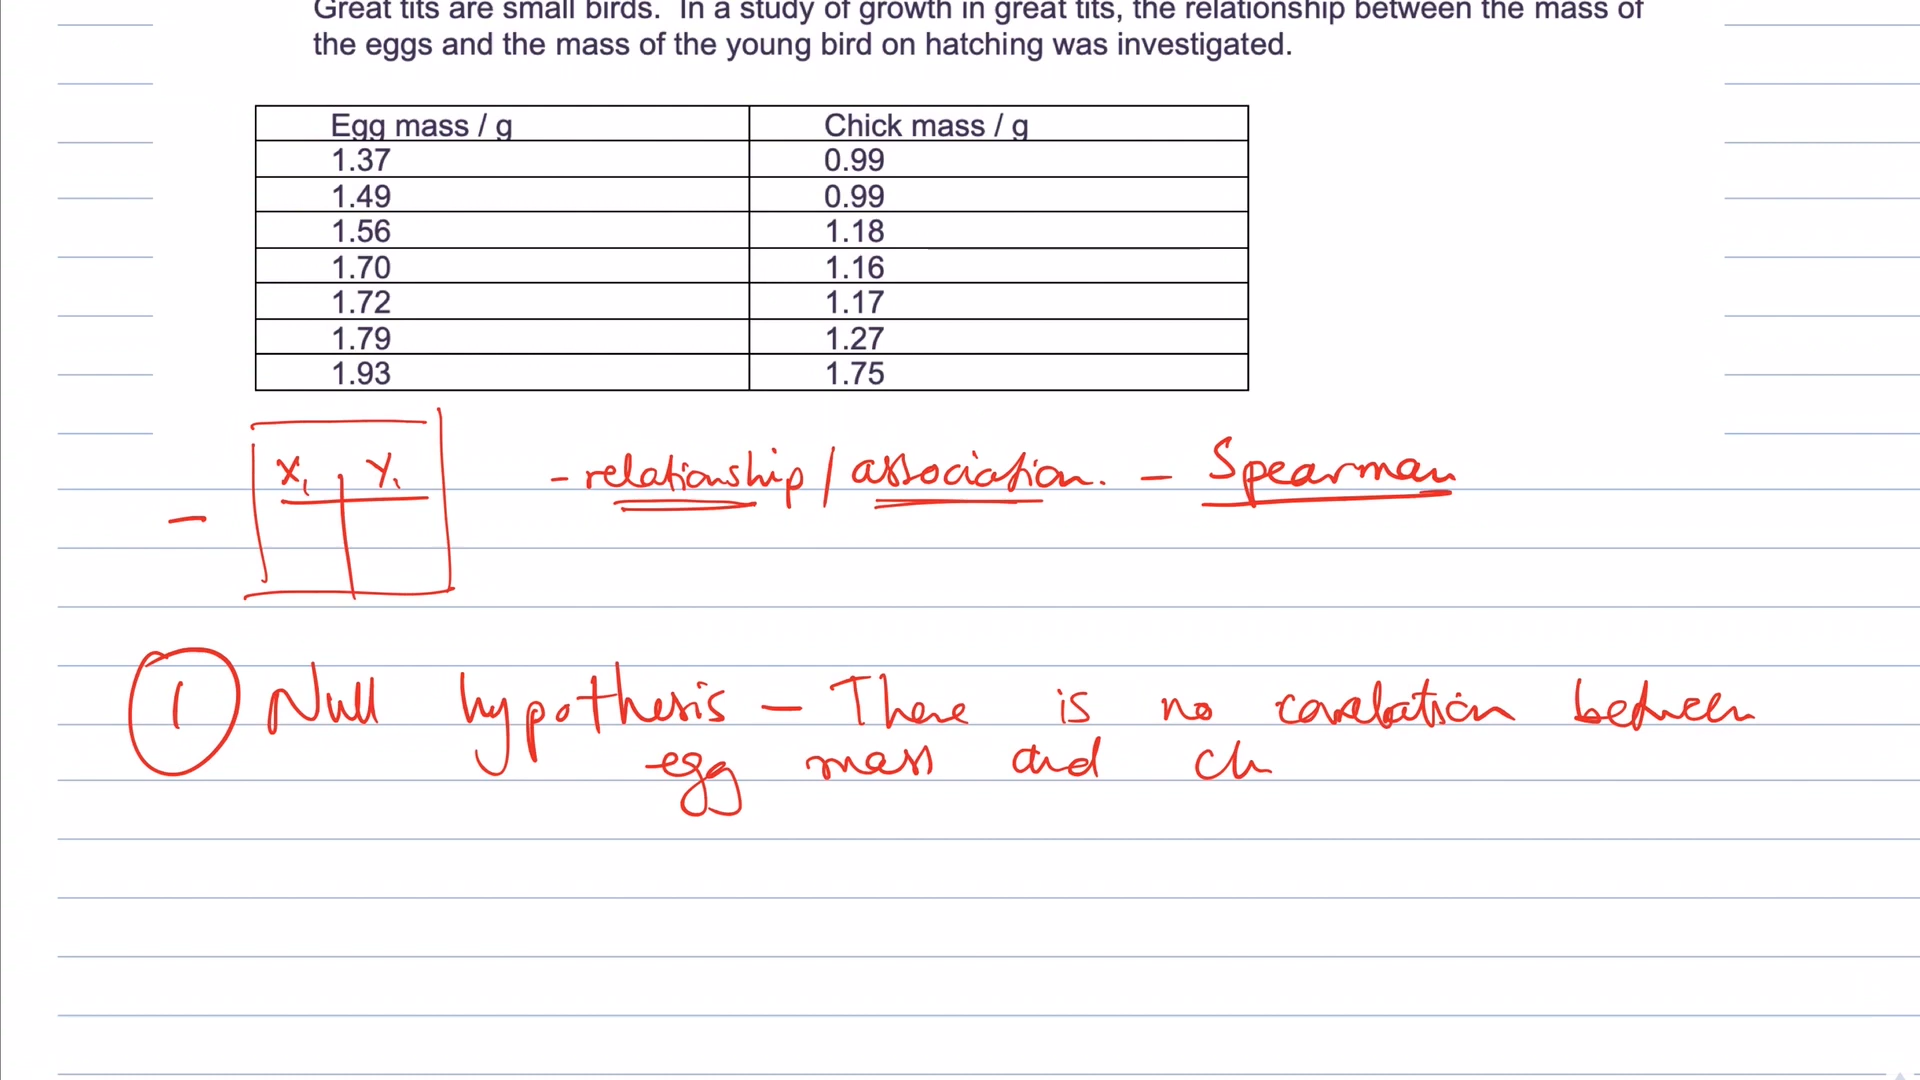 Great tits are small birds. In a study of growth in great tits, the relationship between the mass of
the eggs and the mass of the young bird on hatching was investigated.
Egg mass / g Chick mass / g
1.37 0.99
1.49 0.99
1.56 1.18
1.70 1.16
1.72 1.17
1.79 1.27
1.93 1.75
X₁ Y₁ - relationship / association. - Spearman
1 Null hypothesis - There is no correlation between
egg mass and ch